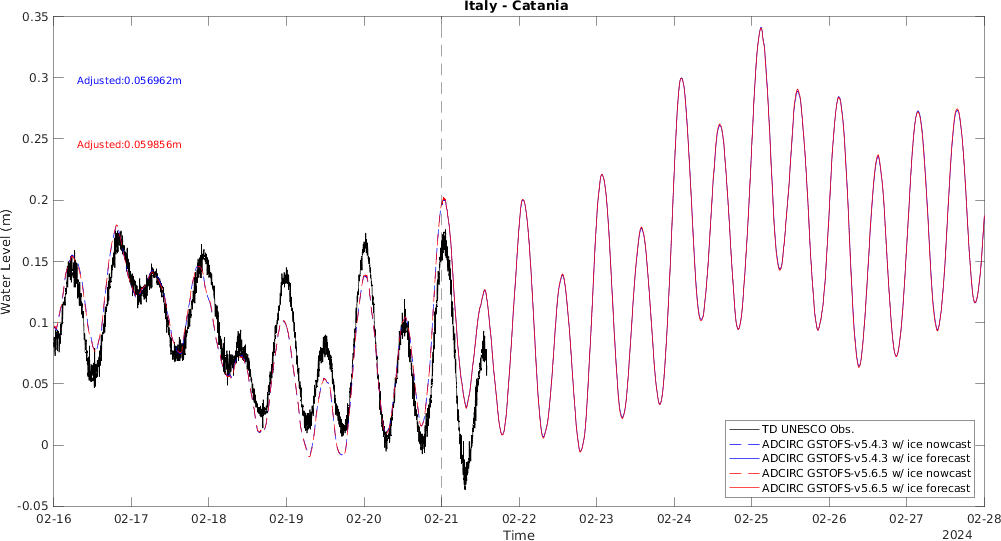 Italy - Catania
0.35
0.3
0.25
0.2
0.15
0.1
0.05
0
-0.05
Water Level (m)
Adjusted:0.056962m
Adjusted:0.059856m
TD UNESCO Obs.
ADCIRC GSTOFS-v5.4.3 w/ ice nowcast
ADCIRC GSTOFS-v5.4.3 w/ ice forecast
ADCIRC GSTOFS-v5.6.5 w/ ice nowcast
ADCIRC GSTOFS-v5.6.5 w/ ice forecast
02-16 02-17 02-18 02-19 02-20 02-21 02-22 02-23 02-24 02-25 02-26 02-27 02-28
Time
2024